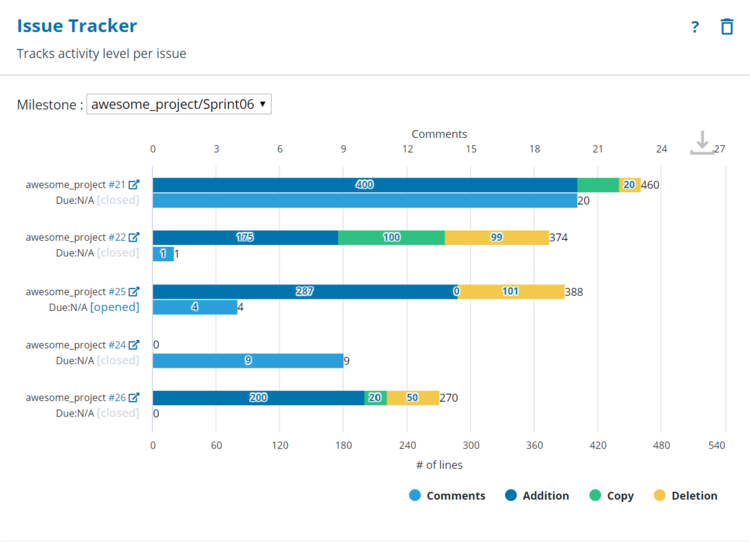 Issue Tracker ?
Tracks activity level per issue
Milestone : awesome_project/Sprint06 ▼
Comments
0 3 6 9 12 15 18 21 24 27
awesome_project #21 400 20 460
Due:N/A [closed] 20
awesome_project #22 175 100 99 374
Due:N/A [closed] 1 1
awesome_project #25 287 0 101 388
Due:N/A [opened] 4 4
awesome_project #24 0
Due:N/A [closed] 9 9
awesome_project #26 200 20 50 270
Due:N/A [closed] 0
0 60 120 180 240 300 360 420 480 540
# of lines
Comments Addition Copy Deletion